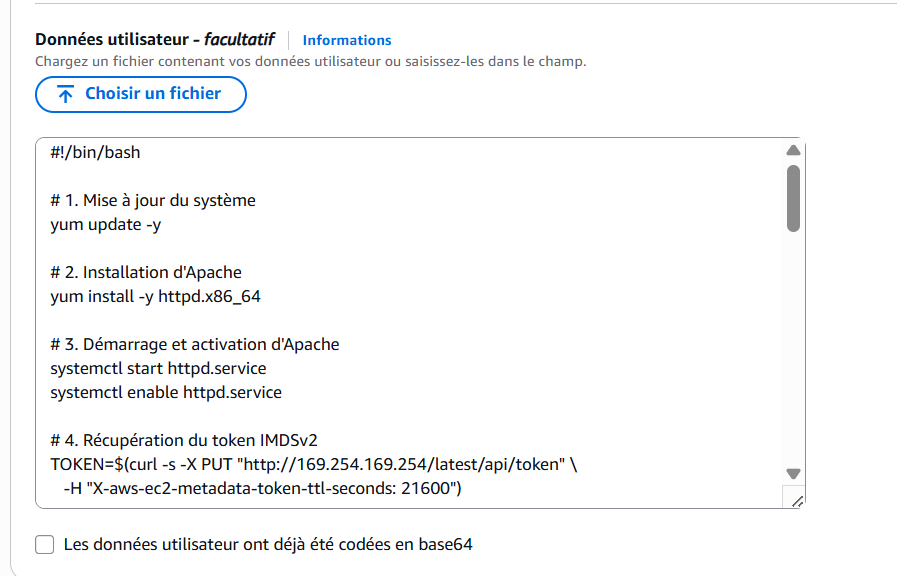 Données utilisateur - facultatif Informations
Chargez un fichier contenant vos données utilisateur ou saisissez-les dans le champ.
Choisir un fichier
#!/bin/bash
# 1. Mise à jour du système
yum update -y
# 2. Installation d'Apache
yum install -y httpd.x86_64
# 3. Démarrage et activation d'Apache
systemctl start httpd.service
systemctl enable httpd.service
# 4. Récupération du token IMDSv2
TOKEN=$(curl -s -X PUT "http://169.254.169.254/latest/api/token" \
-H "X-aws-ec2-metadata-token-ttl-seconds: 21600")
Les données utilisateur ont déjà été codées en base64